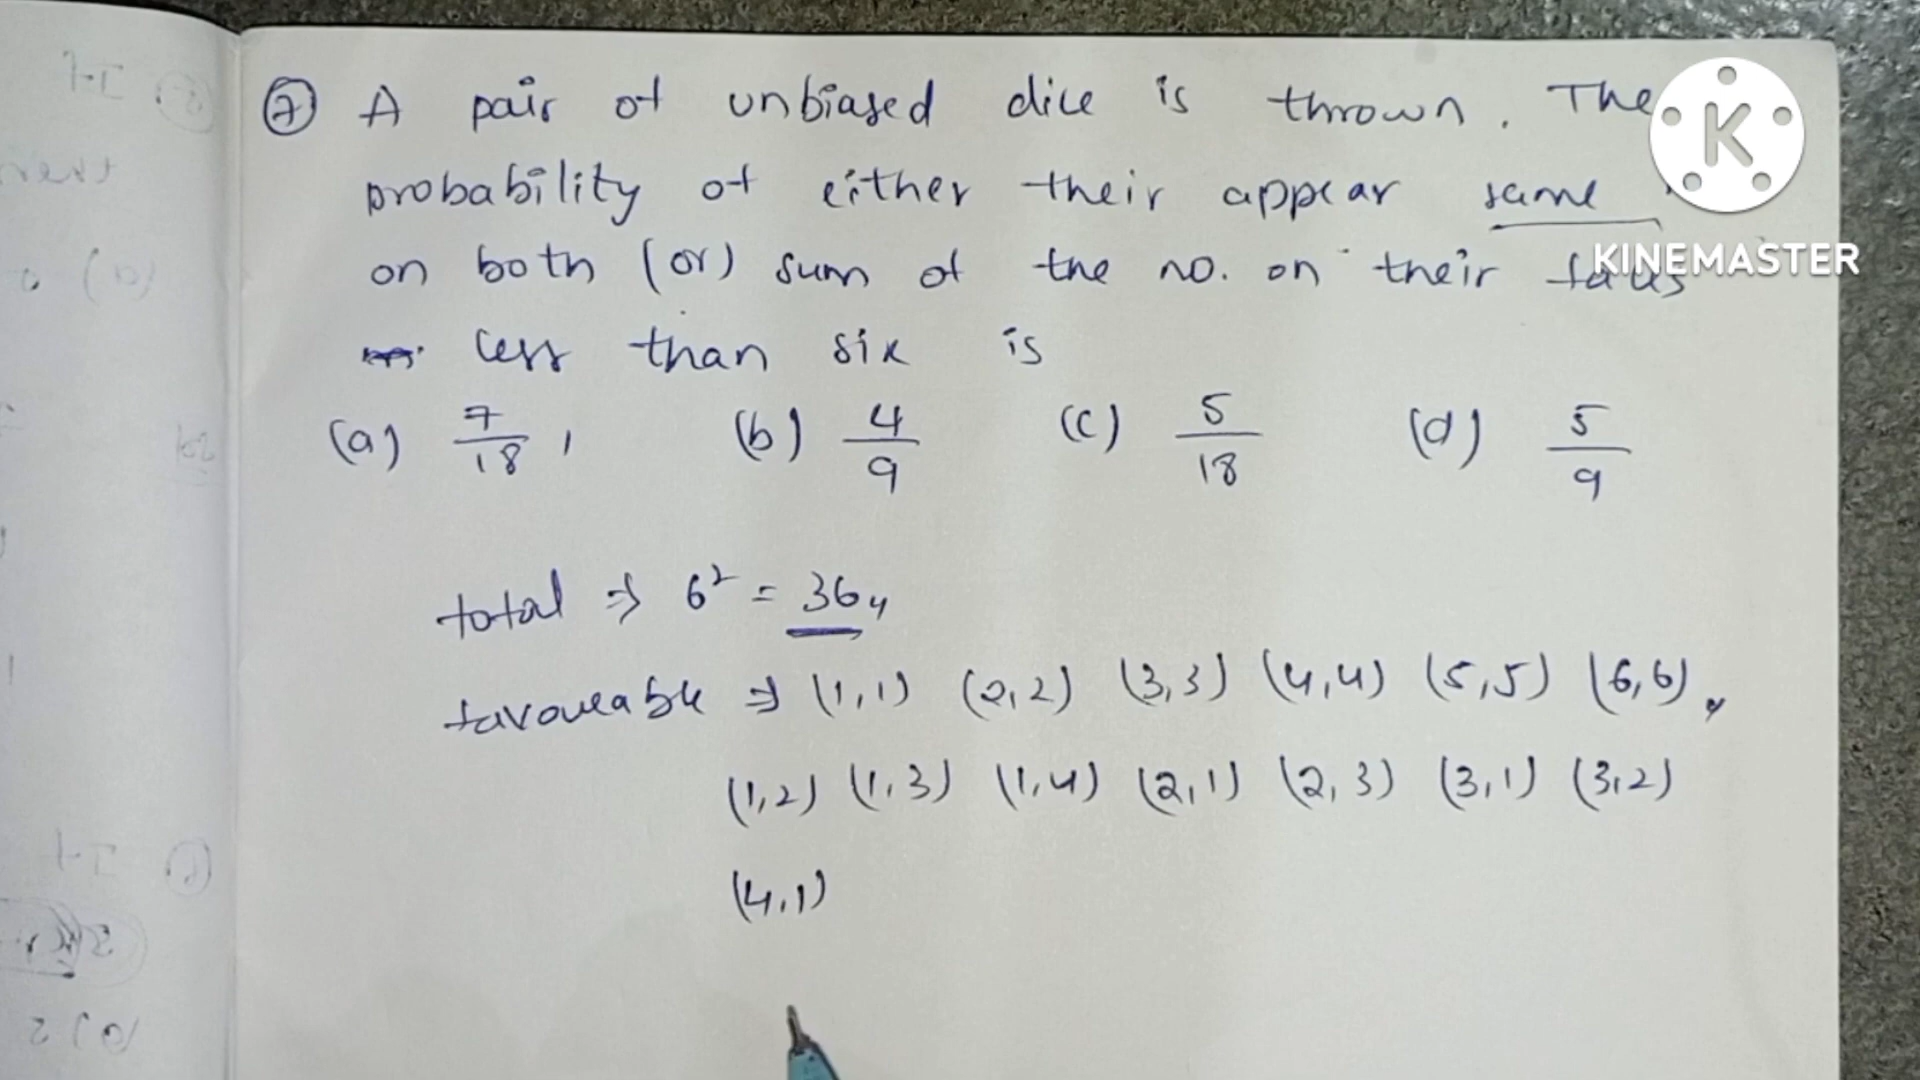 ⑦ A pair of unbiased dice is thrown. The
probability of either their appear same
on both (or) sum of the no. on their faces
less than six is
(a) 7/18, (b) 4/9 (c) 5/18 (d) 5/9
total ⇒ 6² = 36
favoureable ⇒ (1,1) (2,2) (3,3) (4,4) (5,5) (6,6),
(1,2) (1,3) (1,4) (2,1) (2,3) (3,1) (3,2)
(4,1)
K
KINEMASTER